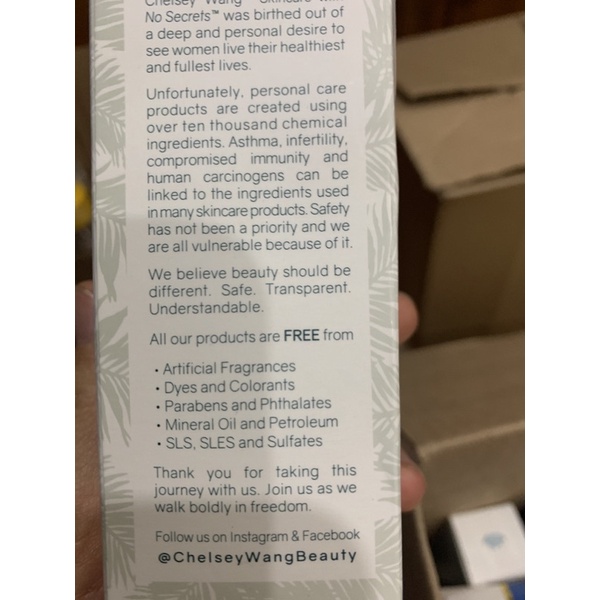 Chelsey Wang™ Skincare with
No Secrets™ was birthed out of
a deep and personal desire to
see women live their healthiest
and fullest lives.
Unfortunately, personal care
products are created using
over ten thousand chemical
ingredients. Asthma, infertility,
compromised immunity and
human carcinogens can be
linked to the ingredients used
in many skincare products. Safety
has not been a priority and we
are all vulnerable because of it.
We believe beauty should be
different. Safe. Transparent.
Understandable.
All our products are FREE from
• Artificial Fragrances
• Dyes and Colorants
• Parabens and Phthalates
• Mineral Oil and Petroleum
• SLS, SLES and Sulfates
Thank you for taking this
journey with us. Join us as we
walk boldly in freedom.
Follow us on Instagram & Facebook
@ChelseyWangBeauty